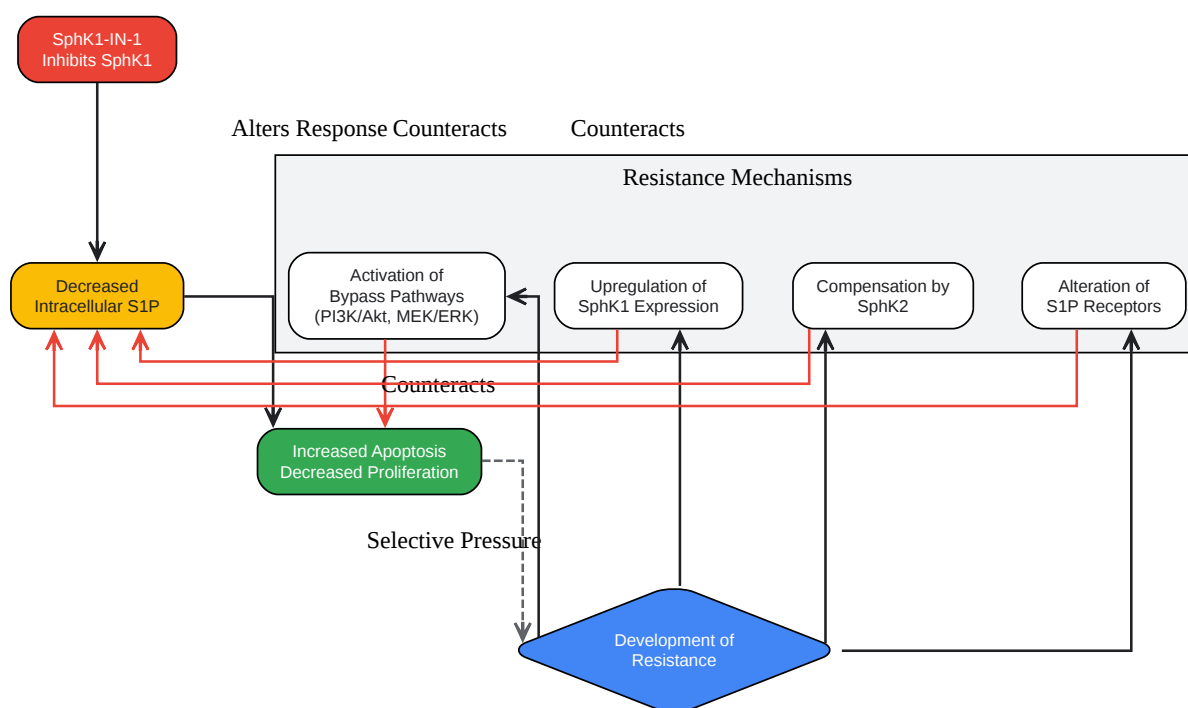 SphK1-IN-1
Inhibits SphK1
Alters Response Counteracts Counteracts
Resistance Mechanisms
Decreased
Intracellular S1P
Activation of
Bypass Pathways
(PI3K/Akt, MEK/ERK)
Upregulation of
SphK1 Expression
Compensation by
SphK2
Alteration of
S1P Receptors
Counteracts
Increased Apoptosis
Decreased Proliferation
Selective Pressure
Development of
Resistance